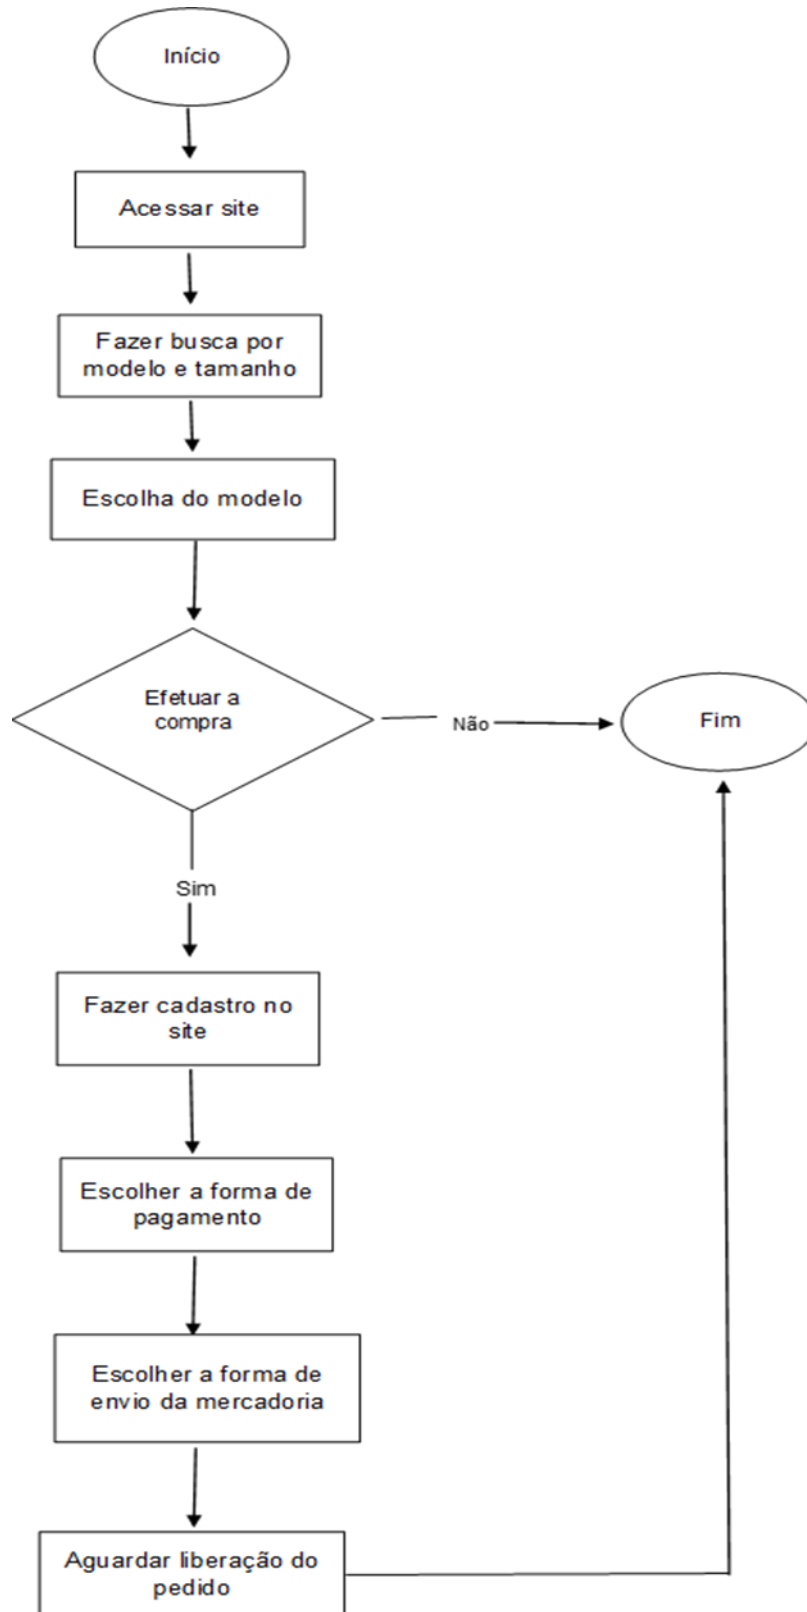 Início
Acessar site
Fazer busca por
modelo e tamanho
Escolha do modelo
Efetuar a
compra
Não
Fim
Sim
Fazer cadastro no
site
Escolher a forma de
pagamento
Escolher a forma de
envio da mercadoria
Aguardar liberação do
pedido